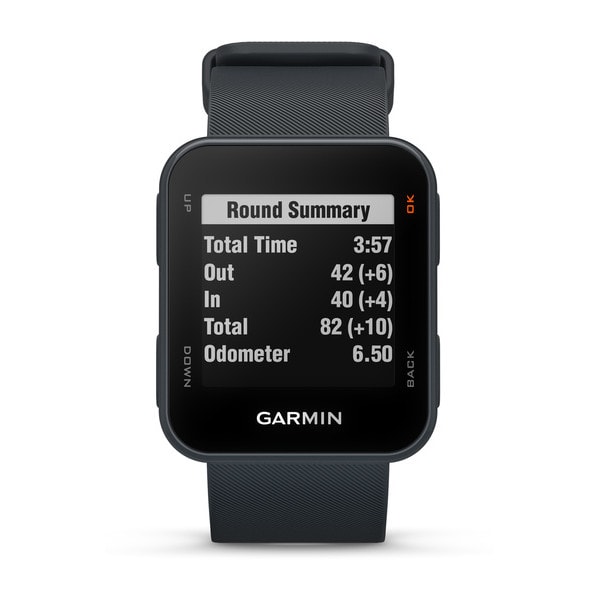 UP
OK
Round Summary
Total Time 3:57
Out 42 (+6)
In 40 (+4)
Total 82 (+10)
Odometer 6.50
DOWN
BACK
GARMIN